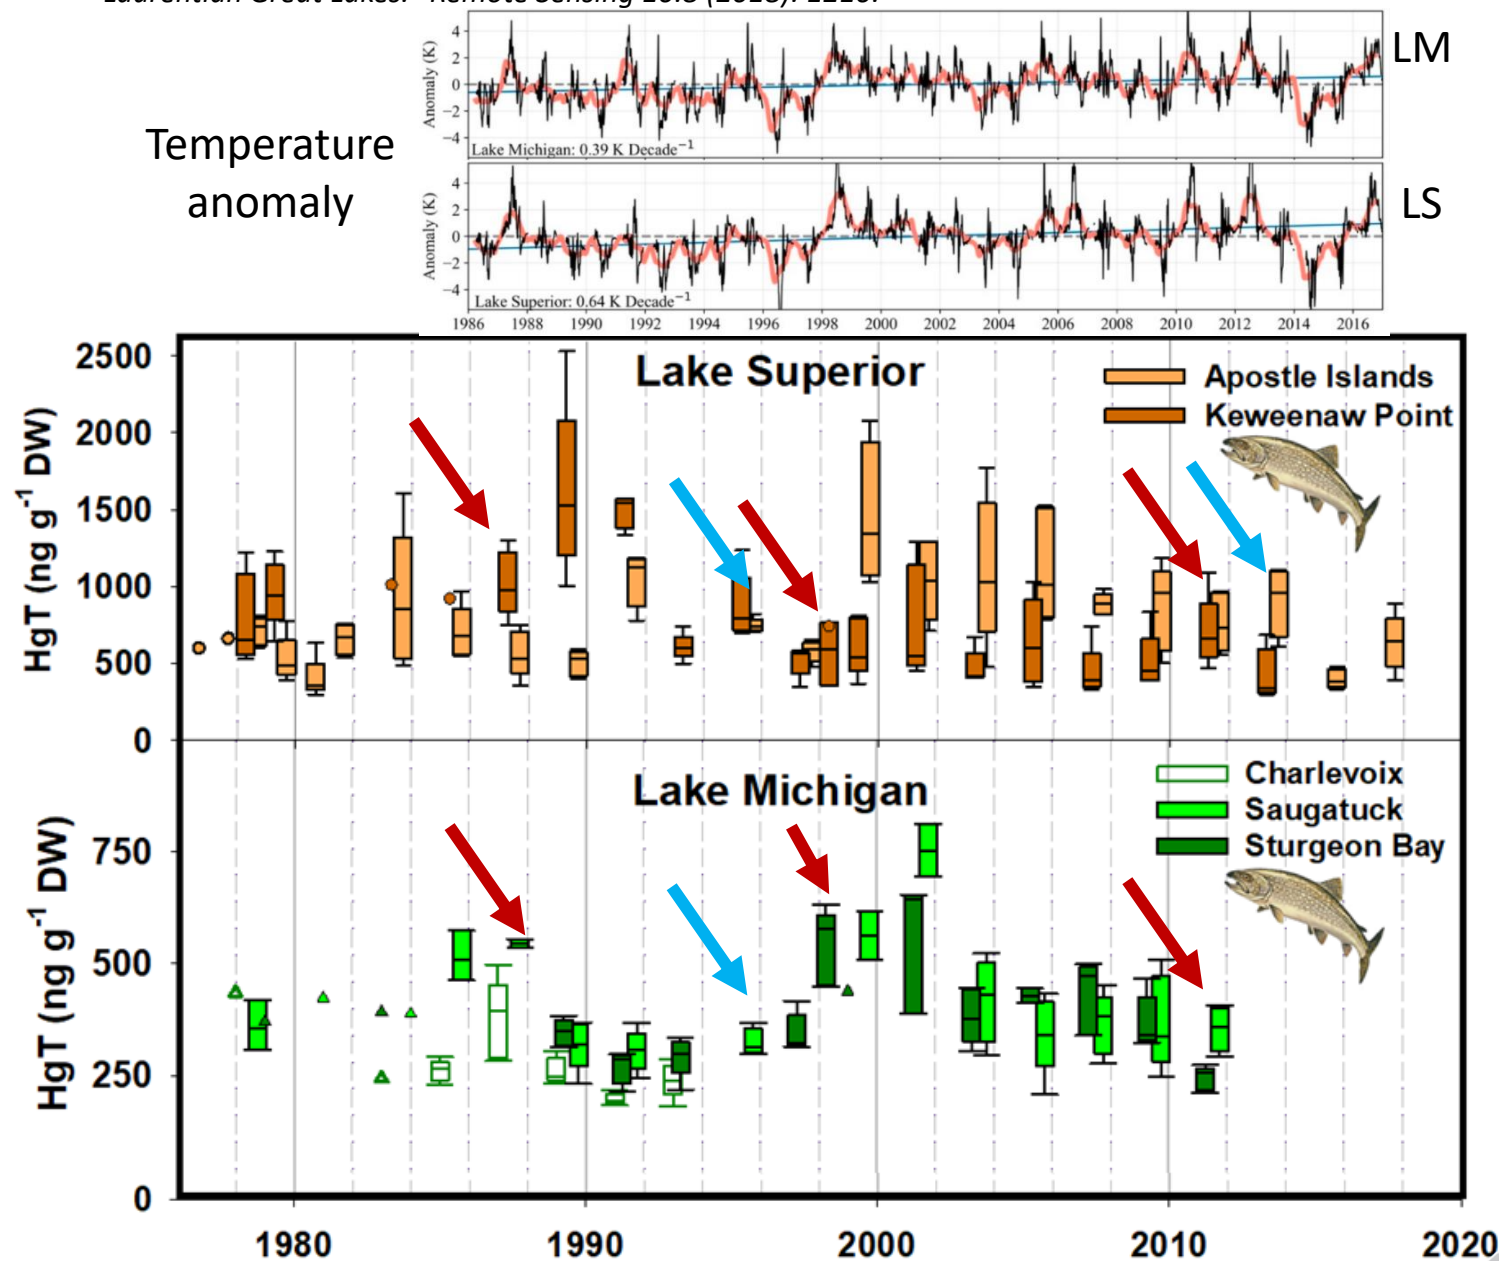 Laurentian Great Lakes." Remote Sensing 10.8 (2018): 1210.
Temperature
anomaly
Anomaly (K)
4
2
0
−2
−4
Lake Michigan: 0.39 K Decade⁻¹
LM
Anomaly (K)
4
2
0
−2
−4
Lake Superior: 0.64 K Decade⁻¹
LS
1986 1988 1990 1992 1994 1996 1998 2000 2002 2004 2006 2008 2010 2012 2014 2016
Lake Superior
Apostle Islands
Keweenaw Point
HgT (ng g⁻¹ DW)
2500
2000
1500
1000
500
0
Lake Michigan
Charlevoix
Saugatuck
Sturgeon Bay
HgT (ng g⁻¹ DW)
750
500
250
0
1980 1990 2000 2010 2020